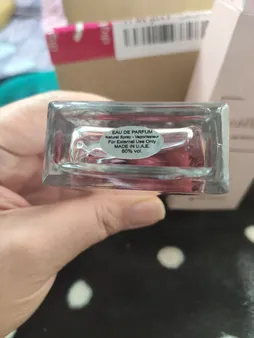 EAU DE PARFUM
Natural Spray - Vaporisateur
For External Use Only
MADE IN U.A.E.
80% vol.